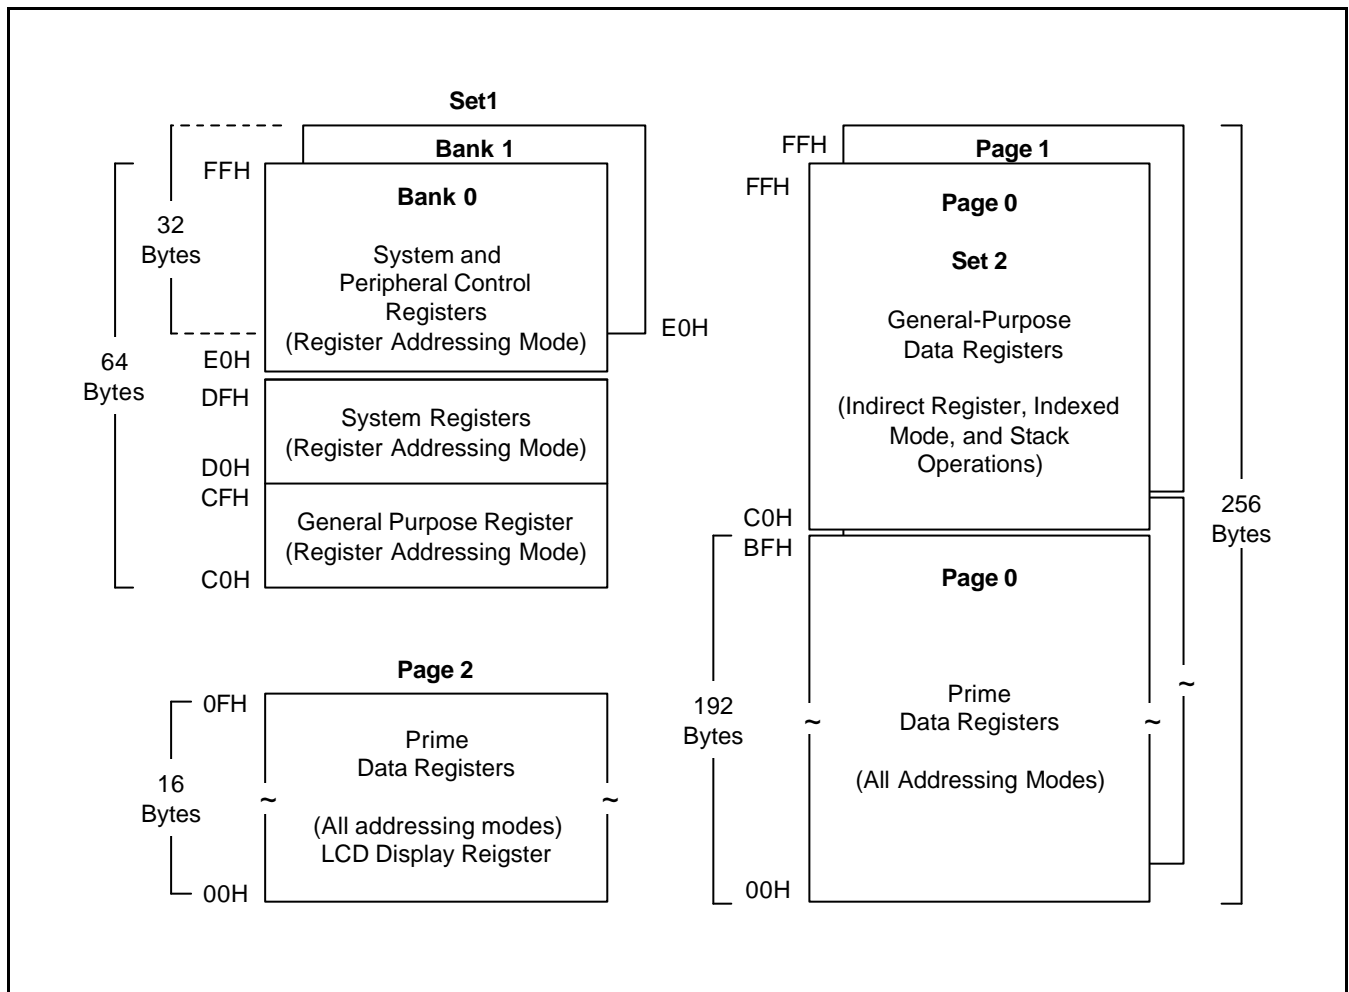 Set1
Bank 1
FFH
Bank 0
32
Bytes
System and
Peripheral Control
Registers
(Register Addressing Mode)
E0H
E0H
64
Bytes
DFH
System Registers
(Register Addressing Mode)
D0H
CFH
General Purpose Register
(Register Addressing Mode)
C0H
Page 2
0FH
Prime
Data Registers
16
Bytes
~
~
(All addressing modes)
LCD Display Reigster
00H
FFH
Page 1
FFH
Page 0
Set 2
General-Purpose
Data Registers
(Indirect Register, Indexed
Mode, and Stack
Operations)
C0H
256
Bytes
BFH
Page 0
~
Prime
Data Registers
192
Bytes
~
~
(All Addressing Modes)
00H